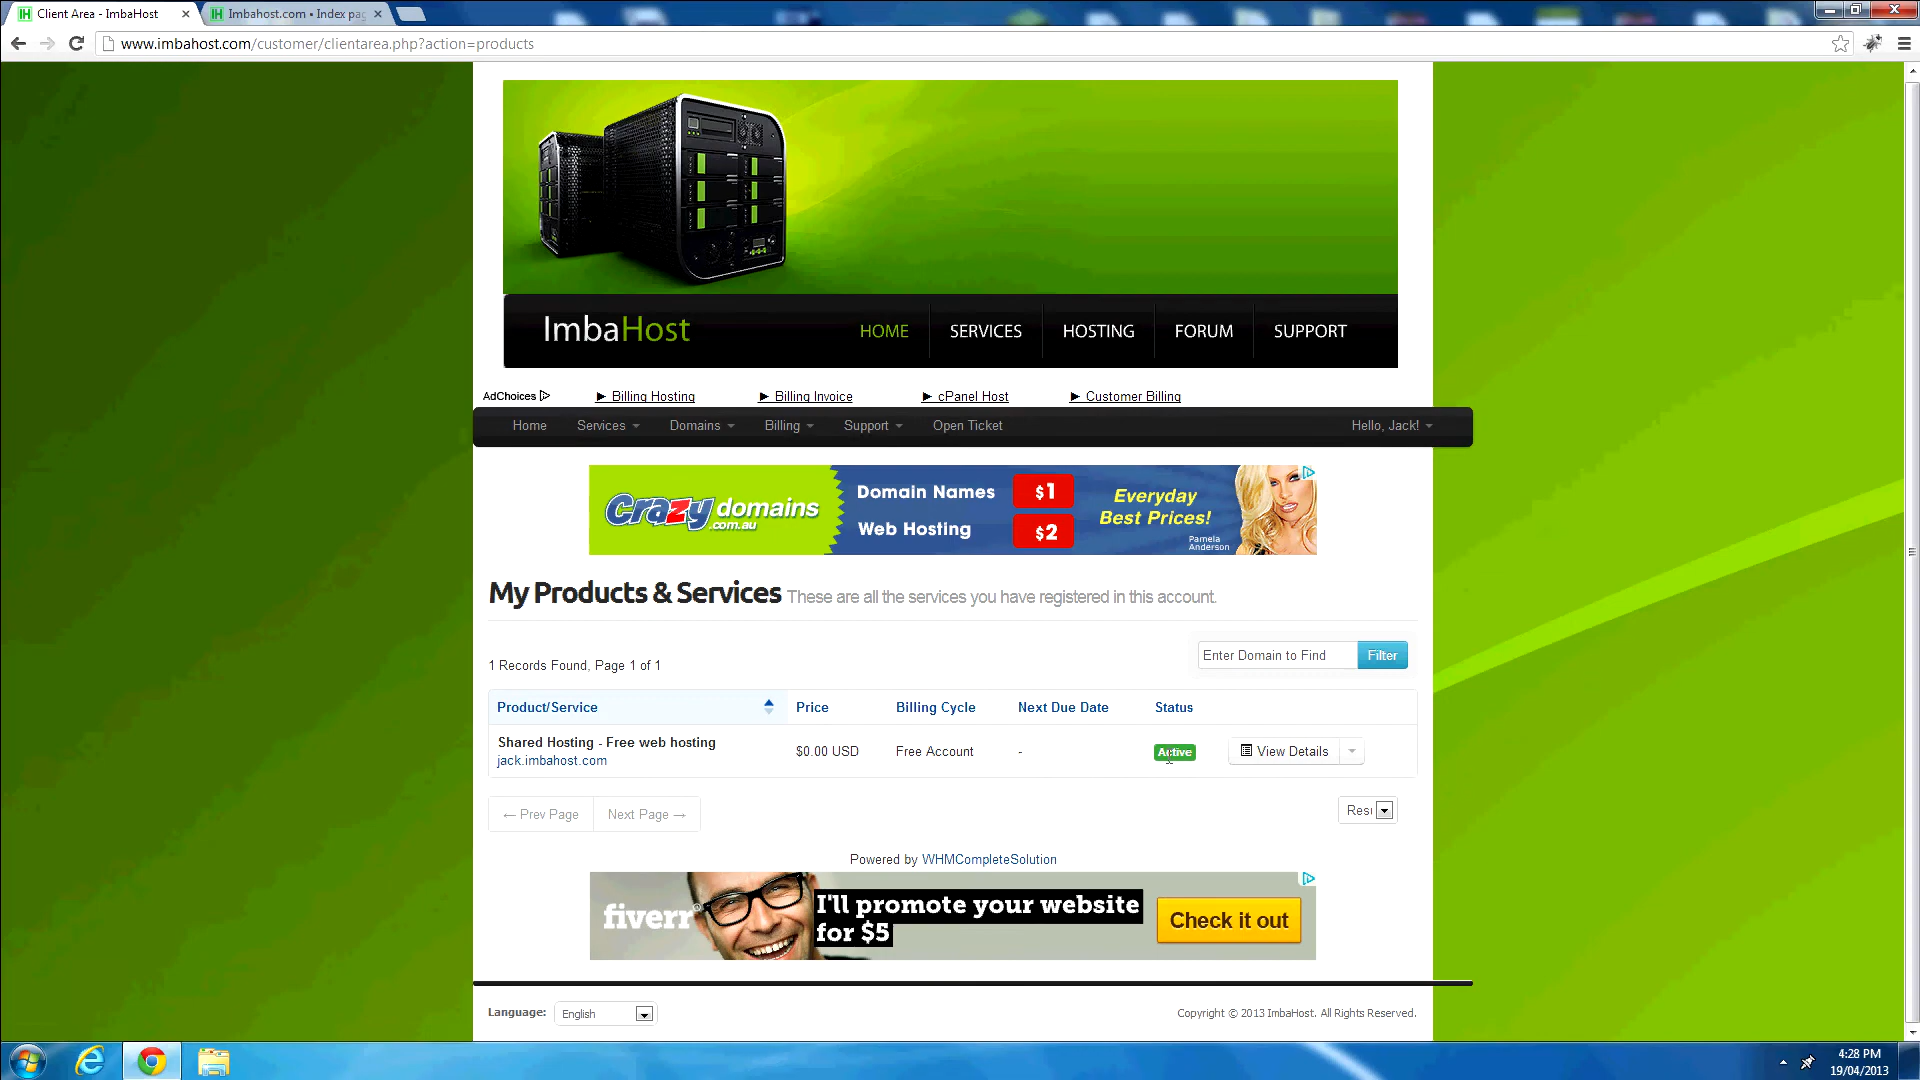 Client Area - ImbaHost
Imbahost.com • Index pa
www.imbahost.com/customer/clientarea.php?action=products
ImbaHost
HOME
SERVICES
HOSTING
FORUM
SUPPORT
AdChoices
► Billing Hosting
► Billing Invoice
► cPanel Host
► Customer Billing
Home
Services
Domains
Billing
Support
Open Ticket
Hello, Jack!
Crazy domains .com.au
Domain Names $1
Web Hosting $2
Everyday
Best Prices!
Pamela
Anderson
My Products & Services These are all the services you have registered in this account.
1 Records Found, Page 1 of 1
Enter Domain to Find
Filter
Product/Service
Price
Billing Cycle
Next Due Date
Status
Shared Hosting - Free web hosting
jack.imbahost.com
$0.00 USD
Free Account
-
Active
View Details
← Prev Page
Next Page →
Resu
Powered by WHMCompleteSolution
fiverr®
I'll promote your website
for $5
Check it out
Language:
English
Copyright © 2013 ImbaHost. All Rights Reserved.
4:28 PM
19/04/2013